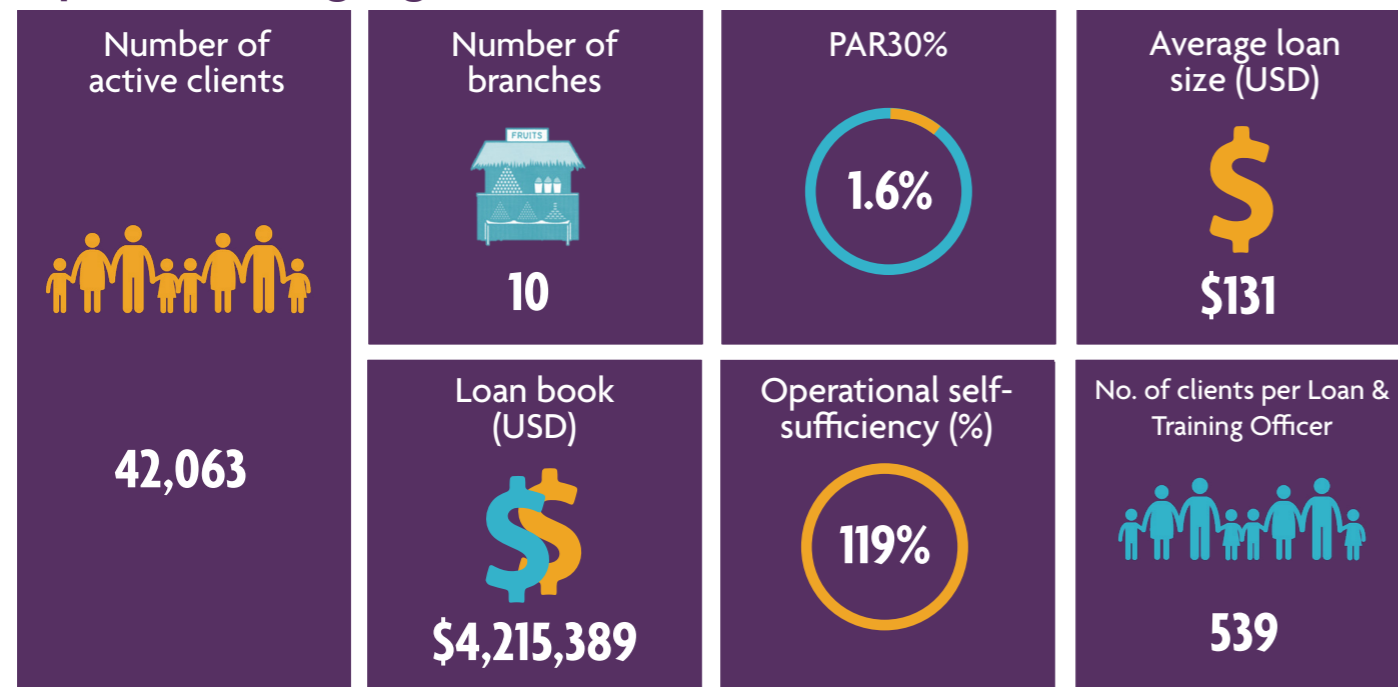 Number of
active clients
42,063
Number of
branches
FRUITS
10
PAR30%
1.6%
Average loan
size (USD)
$131
Loan book
(USD)
$4,215,389
Operational self-
sufficiency (%)
119%
No. of clients per Loan &
Training Officer
539